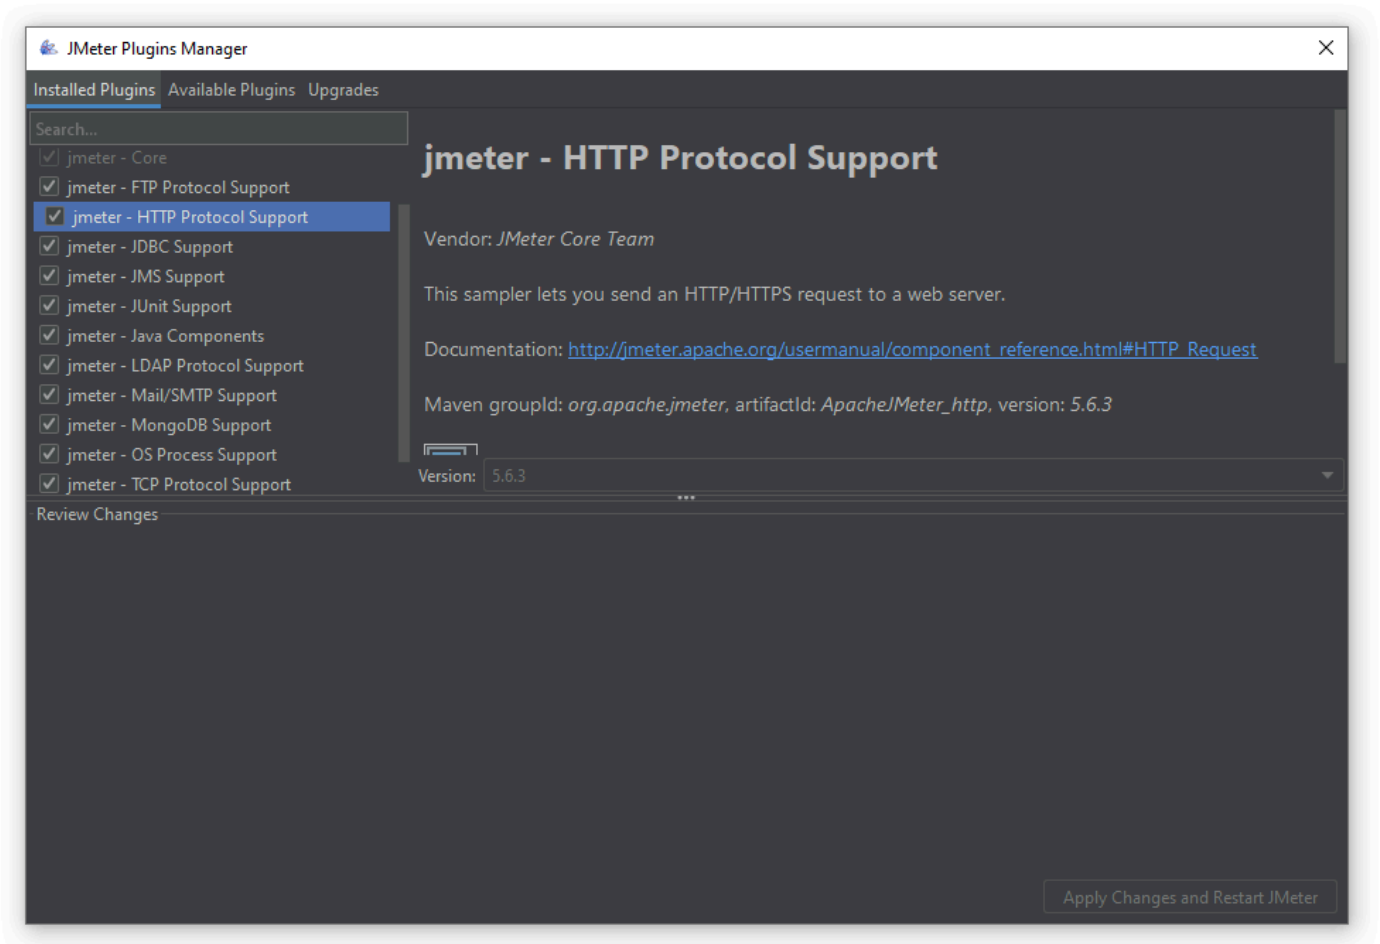 JMeter Plugins Manager
Installed Plugins Available Plugins Upgrades
Search...
jmeter - Core
jmeter - FTP Protocol Support
jmeter - HTTP Protocol Support
jmeter - JDBC Support
jmeter - JMS Support
jmeter - JUnit Support
jmeter - Java Components
jmeter - LDAP Protocol Support
jmeter - Mail/SMTP Support
jmeter - MongoDB Support
jmeter - OS Process Support
jmeter - TCP Protocol Support
jmeter - HTTP Protocol Support
Vendor: JMeter Core Team
This sampler lets you send an HTTP/HTTPS request to a web server.
Documentation: http://jmeter.apache.org/usermanual/component_reference.html#HTTP_Request
Maven groupId: org.apache.jmeter, artifactId: ApacheJMeter_http, version: 5.6.3
Version: 5.6.3
Review Changes
Apply Changes and Restart JMeter